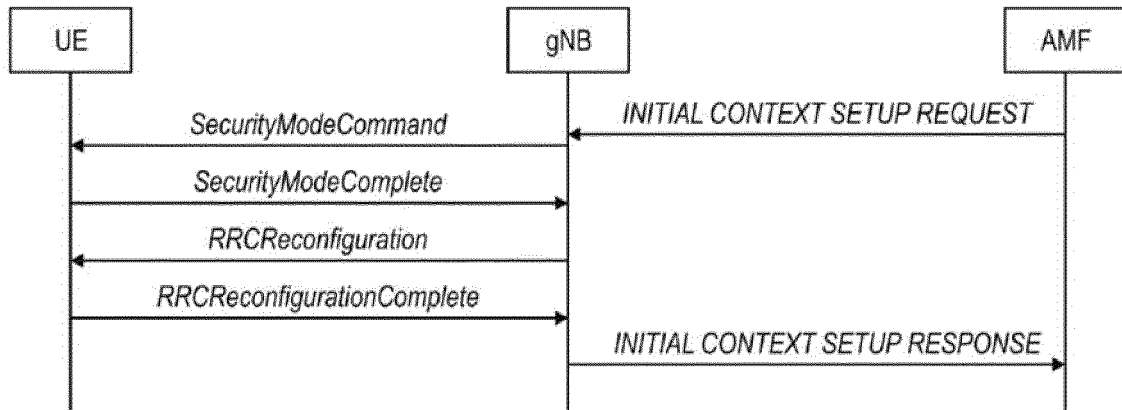 UE
gNB
AMF
INITIAL CONTEXT SETUP REQUEST
SecurityModeCommand
SecurityModeComplete
RRCReconfiguration
RRCReconfigurationComplete
INITIAL CONTEXT SETUP RESPONSE